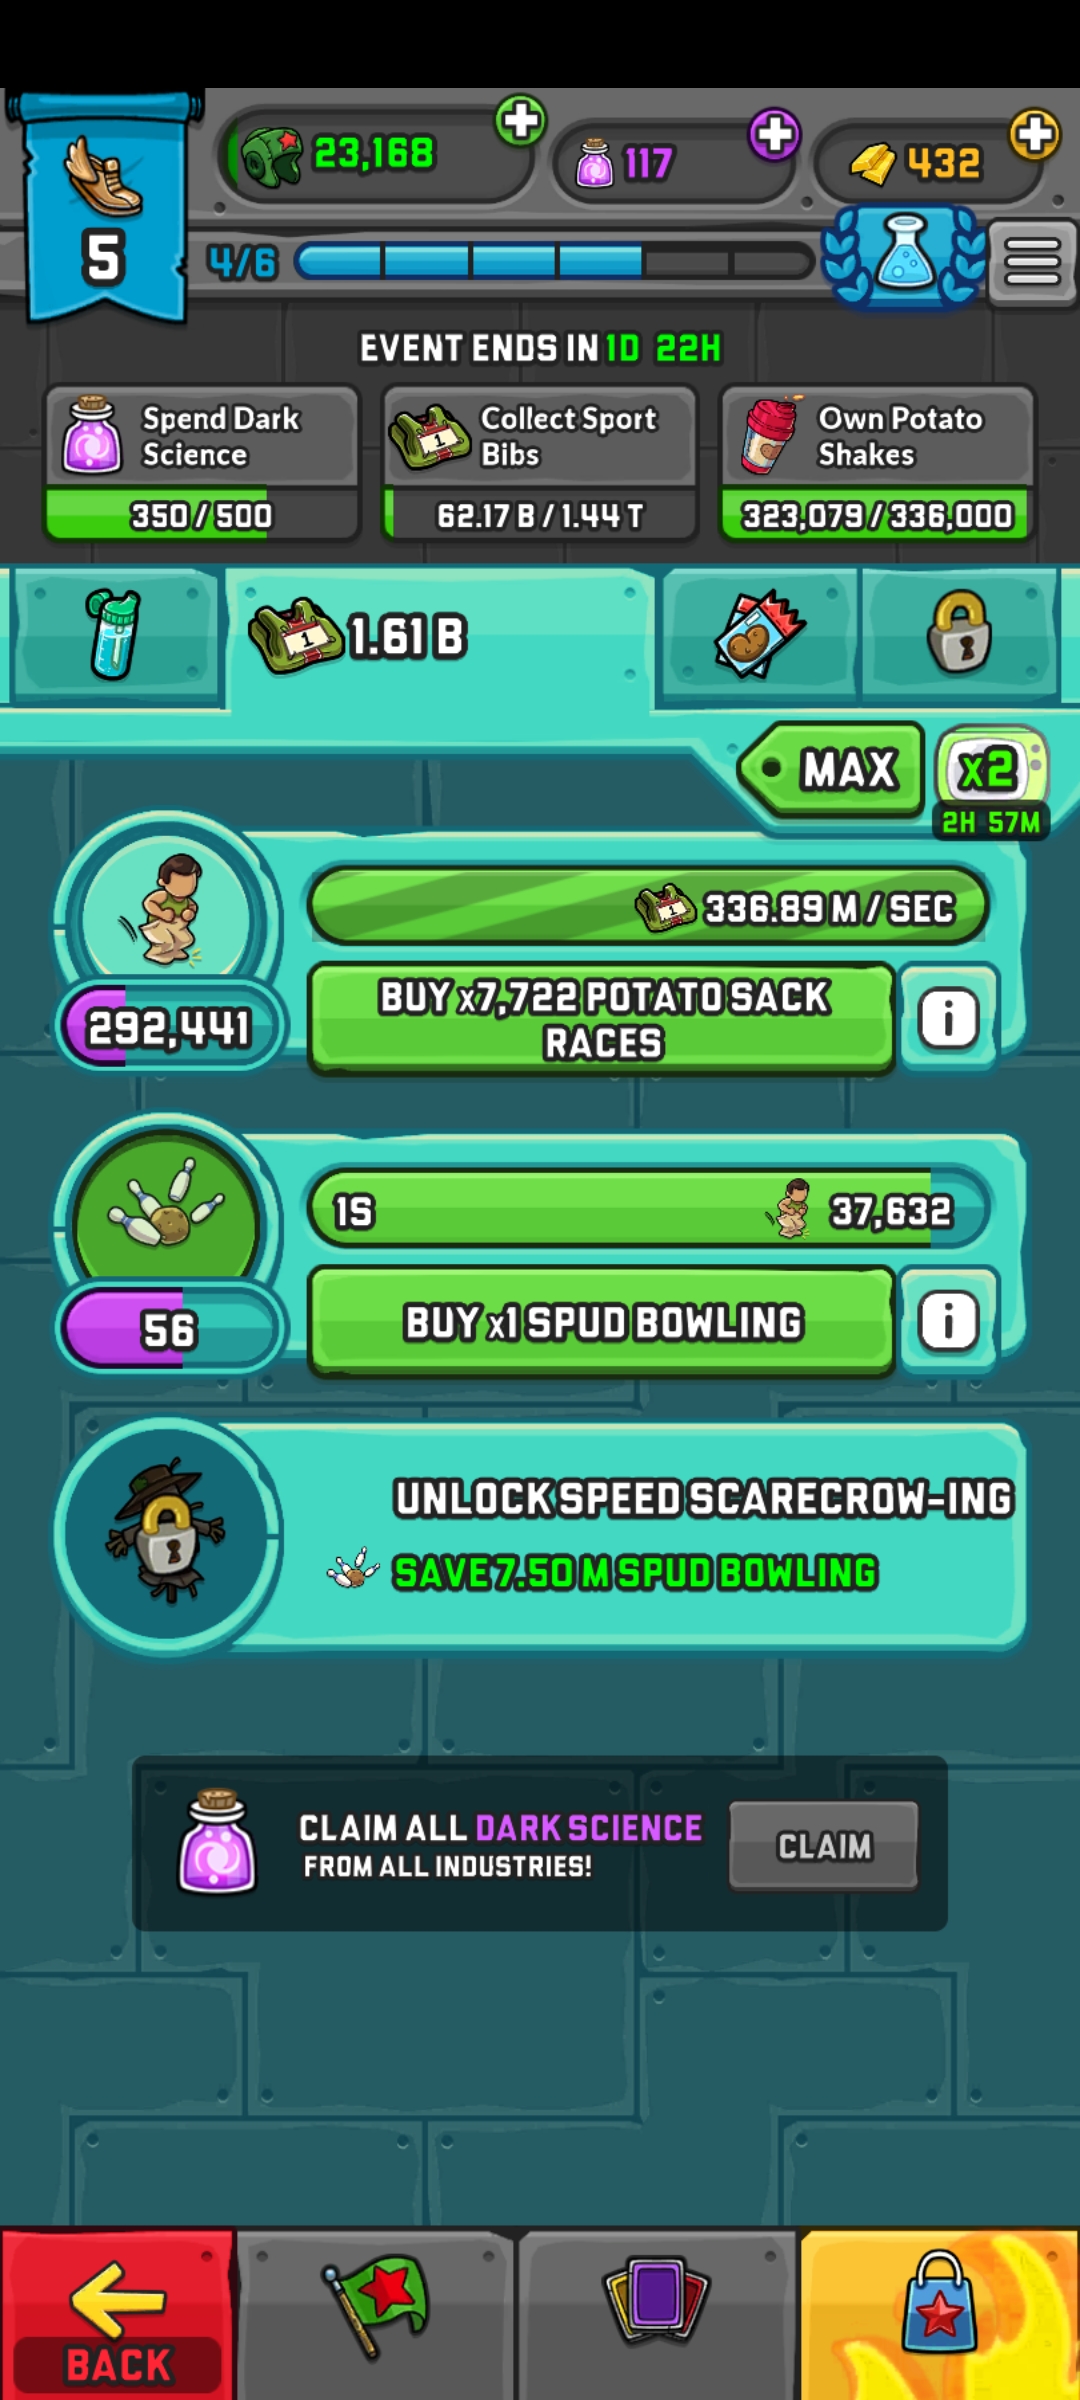 23,168
117
432
5
4/6
EVENT ENDS IN 1D 22H
Spend Dark
Science
350/500
Collect Sport
Bibs
62.17 B/1.44 T
Own Potato
Shakes
323,079/336,000
1
1.61 B
MAX
x2
2H 57M
1
336.89 M/SEC
292,441
BUY x7,722 POTATO SACK
RACES
i
1S
37,632
56
BUY x1 SPUD BOWLING
i
UNLOCK SPEED SCARECROW-ING
SAVE 7.50 M SPUD BOWLING
CLAIM ALL DARK SCIENCE
FROM ALL INDUSTRIES!
CLAIM
BACK